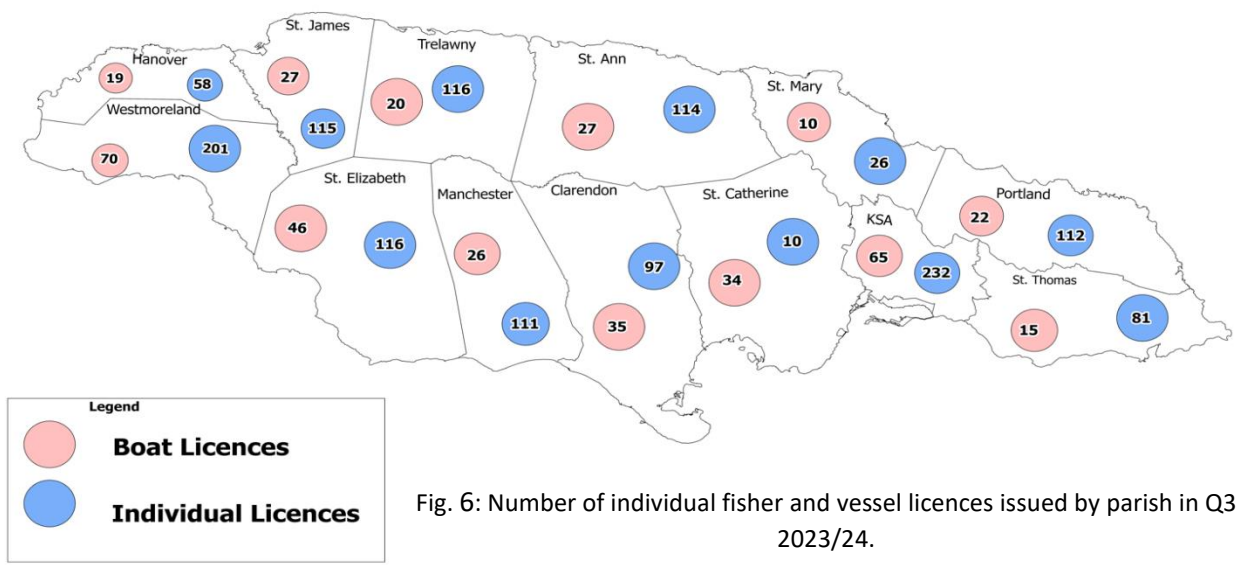 St. James
Trelawny
St. Ann
Hanover
St. Mary
19
58
27
116
20
114
Westmoreland
10
115
27
70
201
26
St. Elizabeth
Manchester
Clarendon
St. Catherine
Portland
KSA
22
112
46
116
26
10
65
232
97
34
St. Thomas
111
35
15
81
Legend
Boat Licences
Individual Licences
Fig. 6: Number of individual fisher and vessel licences issued by parish in Q3
2023/24.